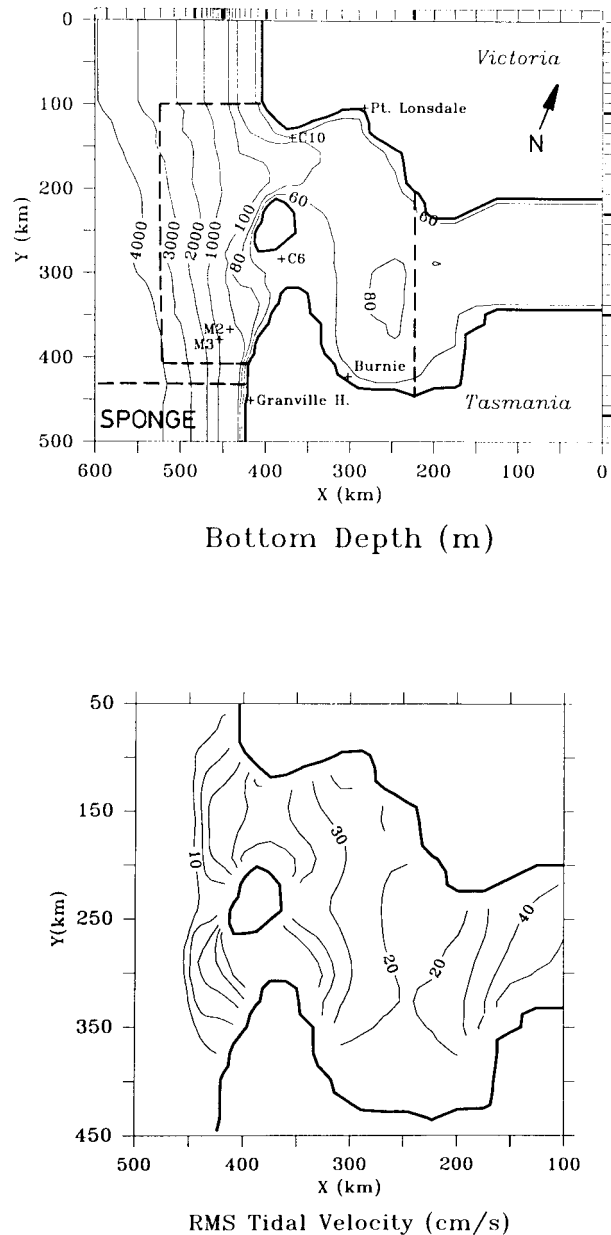 0
100
200
300
400
500
Y (km)
Victoria
N
+Pt. Lonsdale
+C10
60
60
100
80
4000
3000
2000
1000
+C6
80
M2+
M3
+
Burnie
+
+Granville H.
Tasmania
SPONGE
600 500 400 300 200 100 0
X (km)
Bottom Depth (m)
50
150
250
350
450
Y(km)
10
30
20
20
40
500 400 300 200 100
X (km)
RMS Tidal Velocity (cm/s)